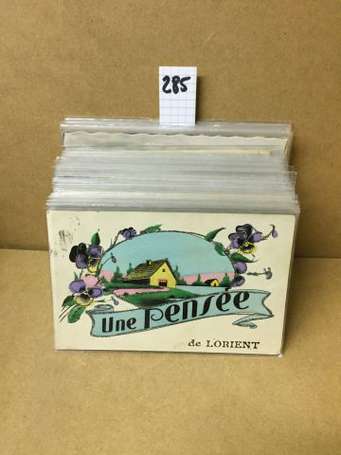 285
Une Pensée
de LORIENT